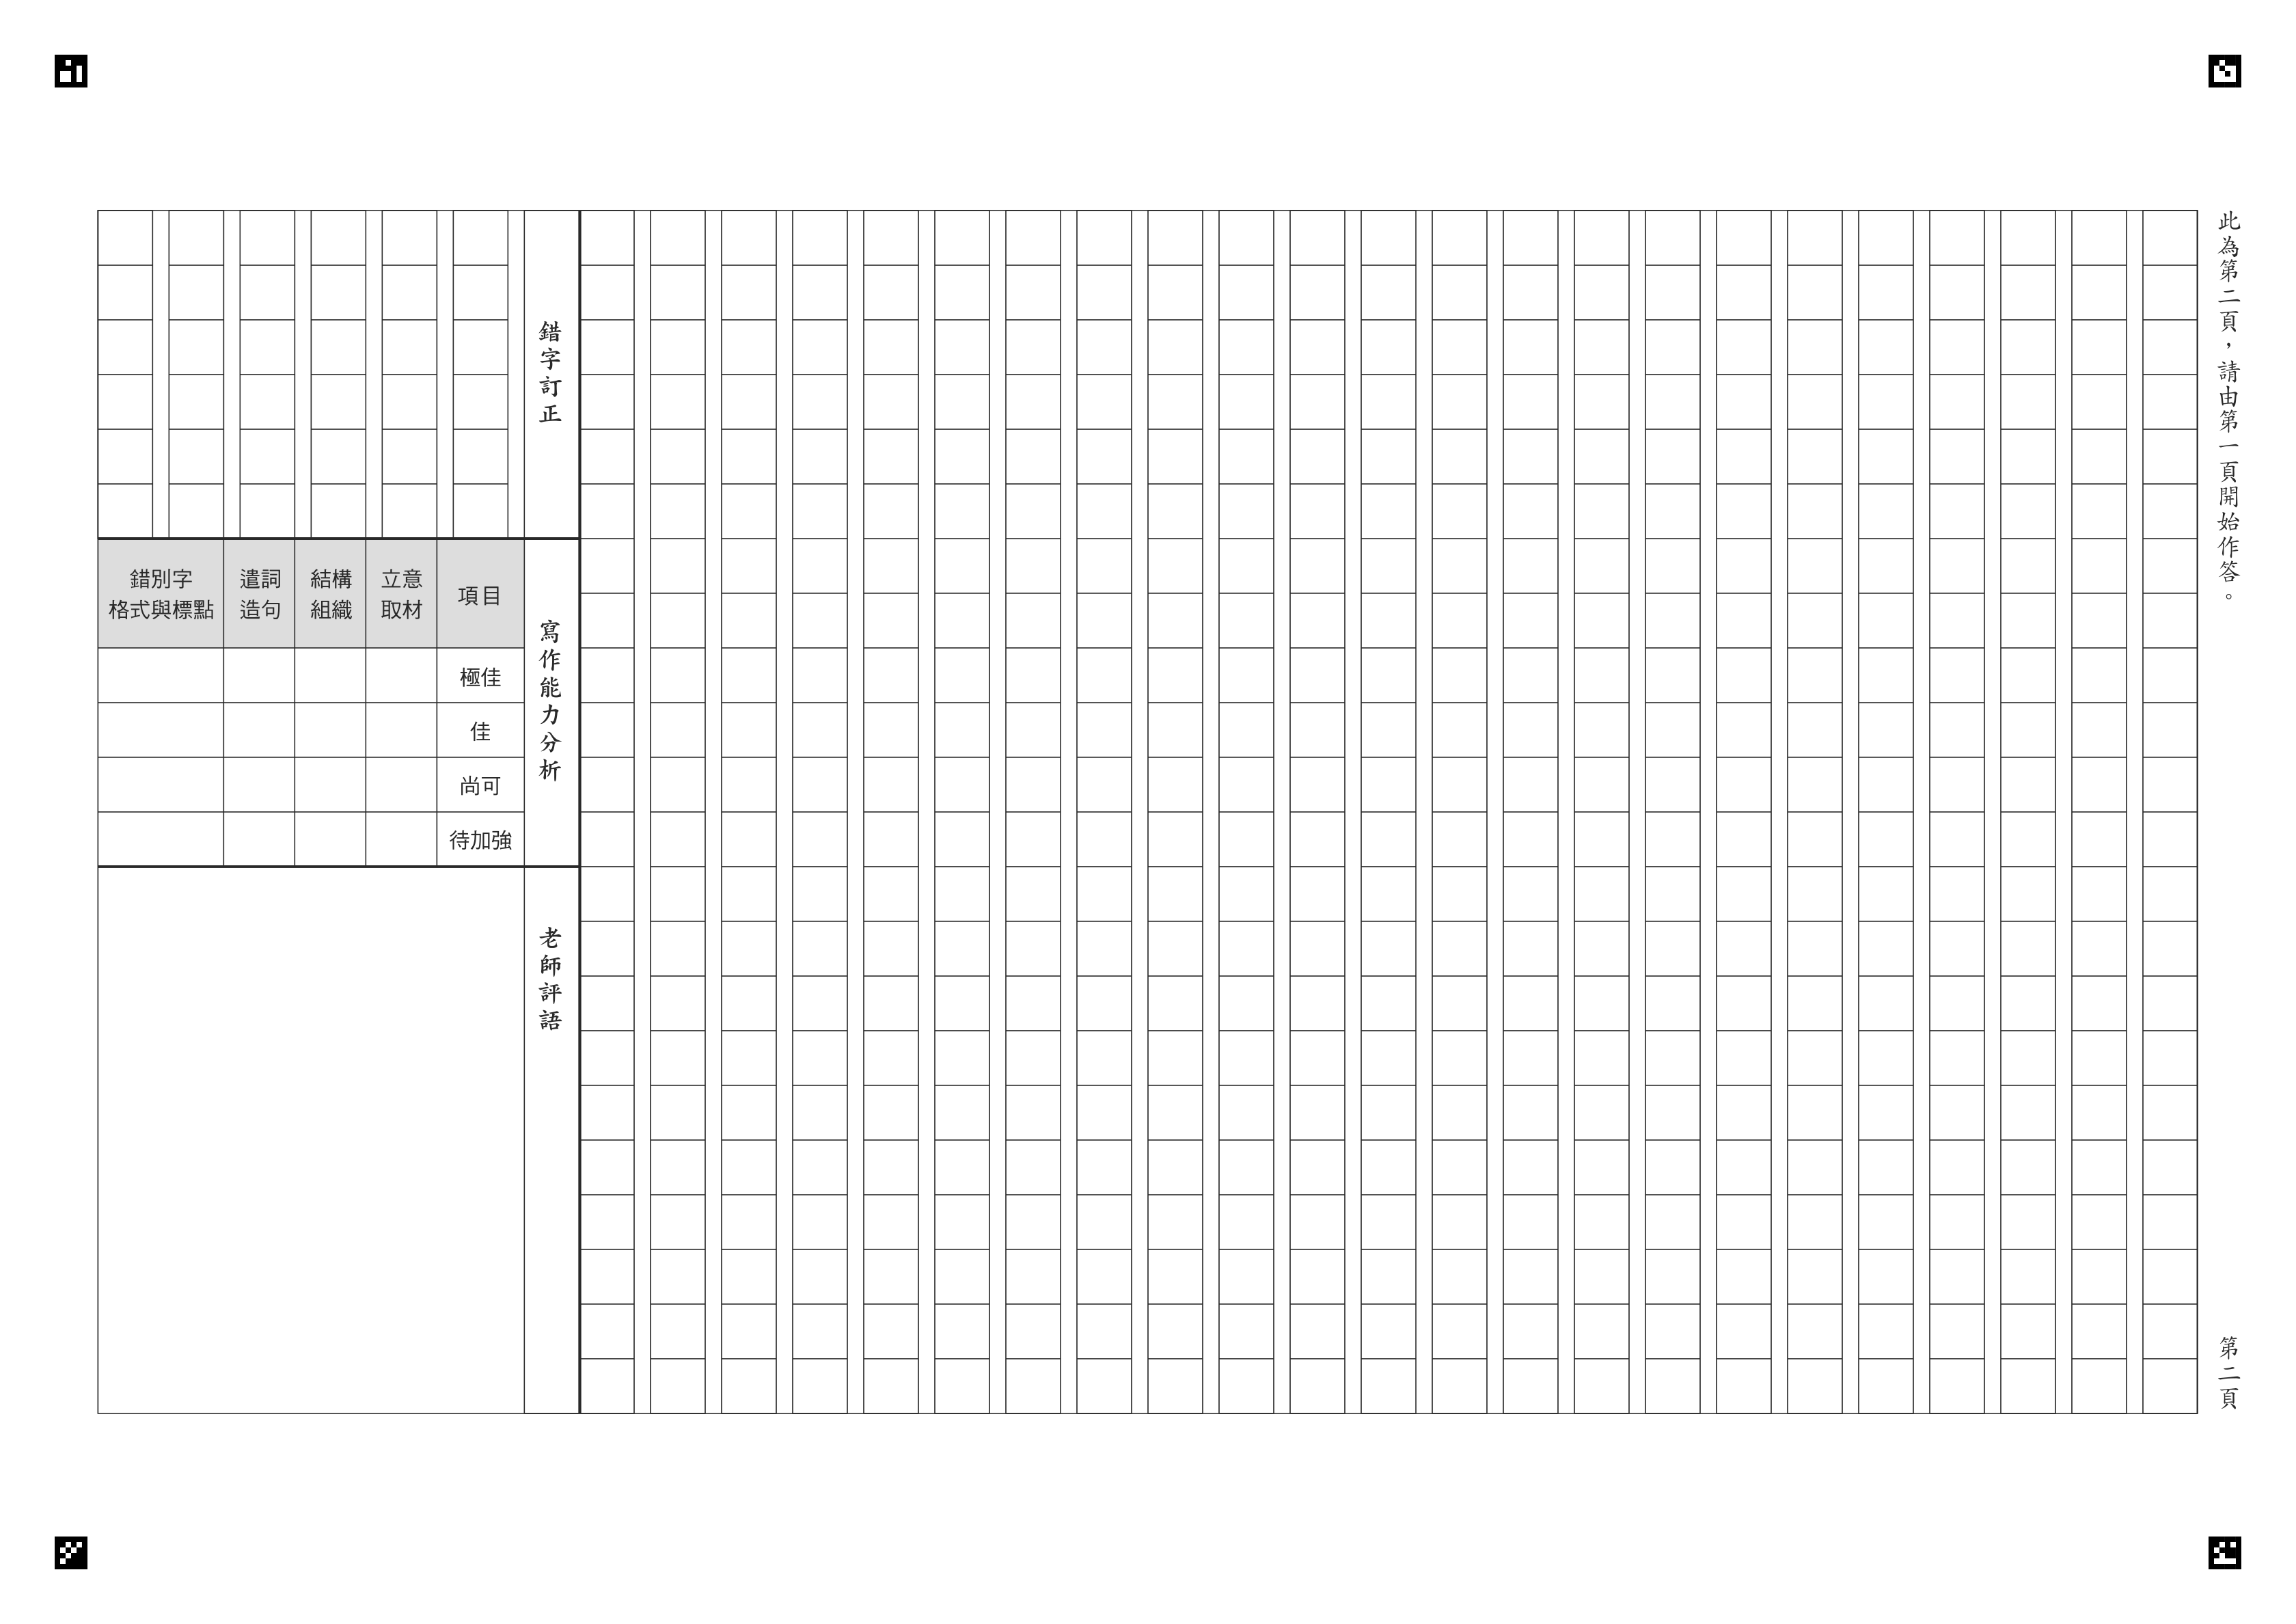 此為第二頁，請由第一頁開始作答。
第二頁
錯字訂正
寫作能力分析
項目
極佳
佳
尚可
待加強
立意
取材
結構
組織
遣詞
造句
錯別字
格式與標點
老師評語